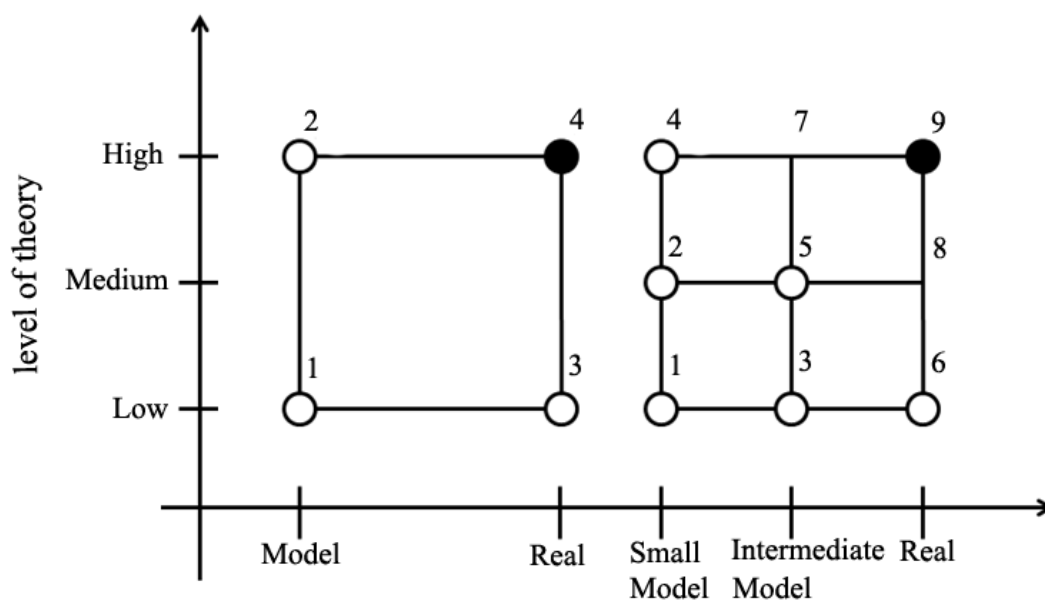 level of theory
High
Medium
Low
2
4
1
3
4
7
9
2
5
8
1
3
6
Model
Real
Small
Model
Intermediate
Model
Real